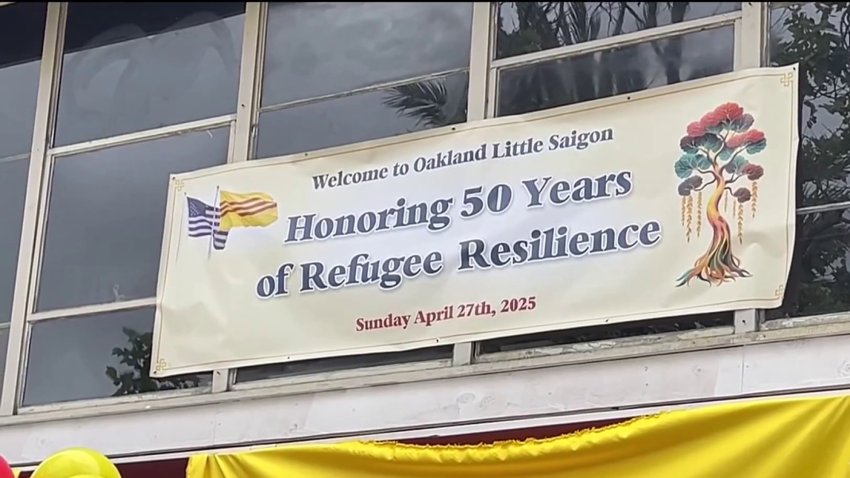 Welcome to Oakland Little Saigon
Honoring 50 Years
of Refugee Resilience
Sunday April 27th, 2025